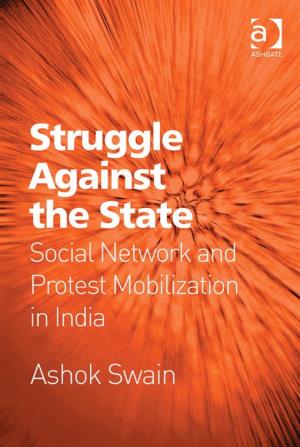 a
ASHGATE
Struggle
Against
the State
Social Network and
Protest Mobilization
in India
Ashok Swain